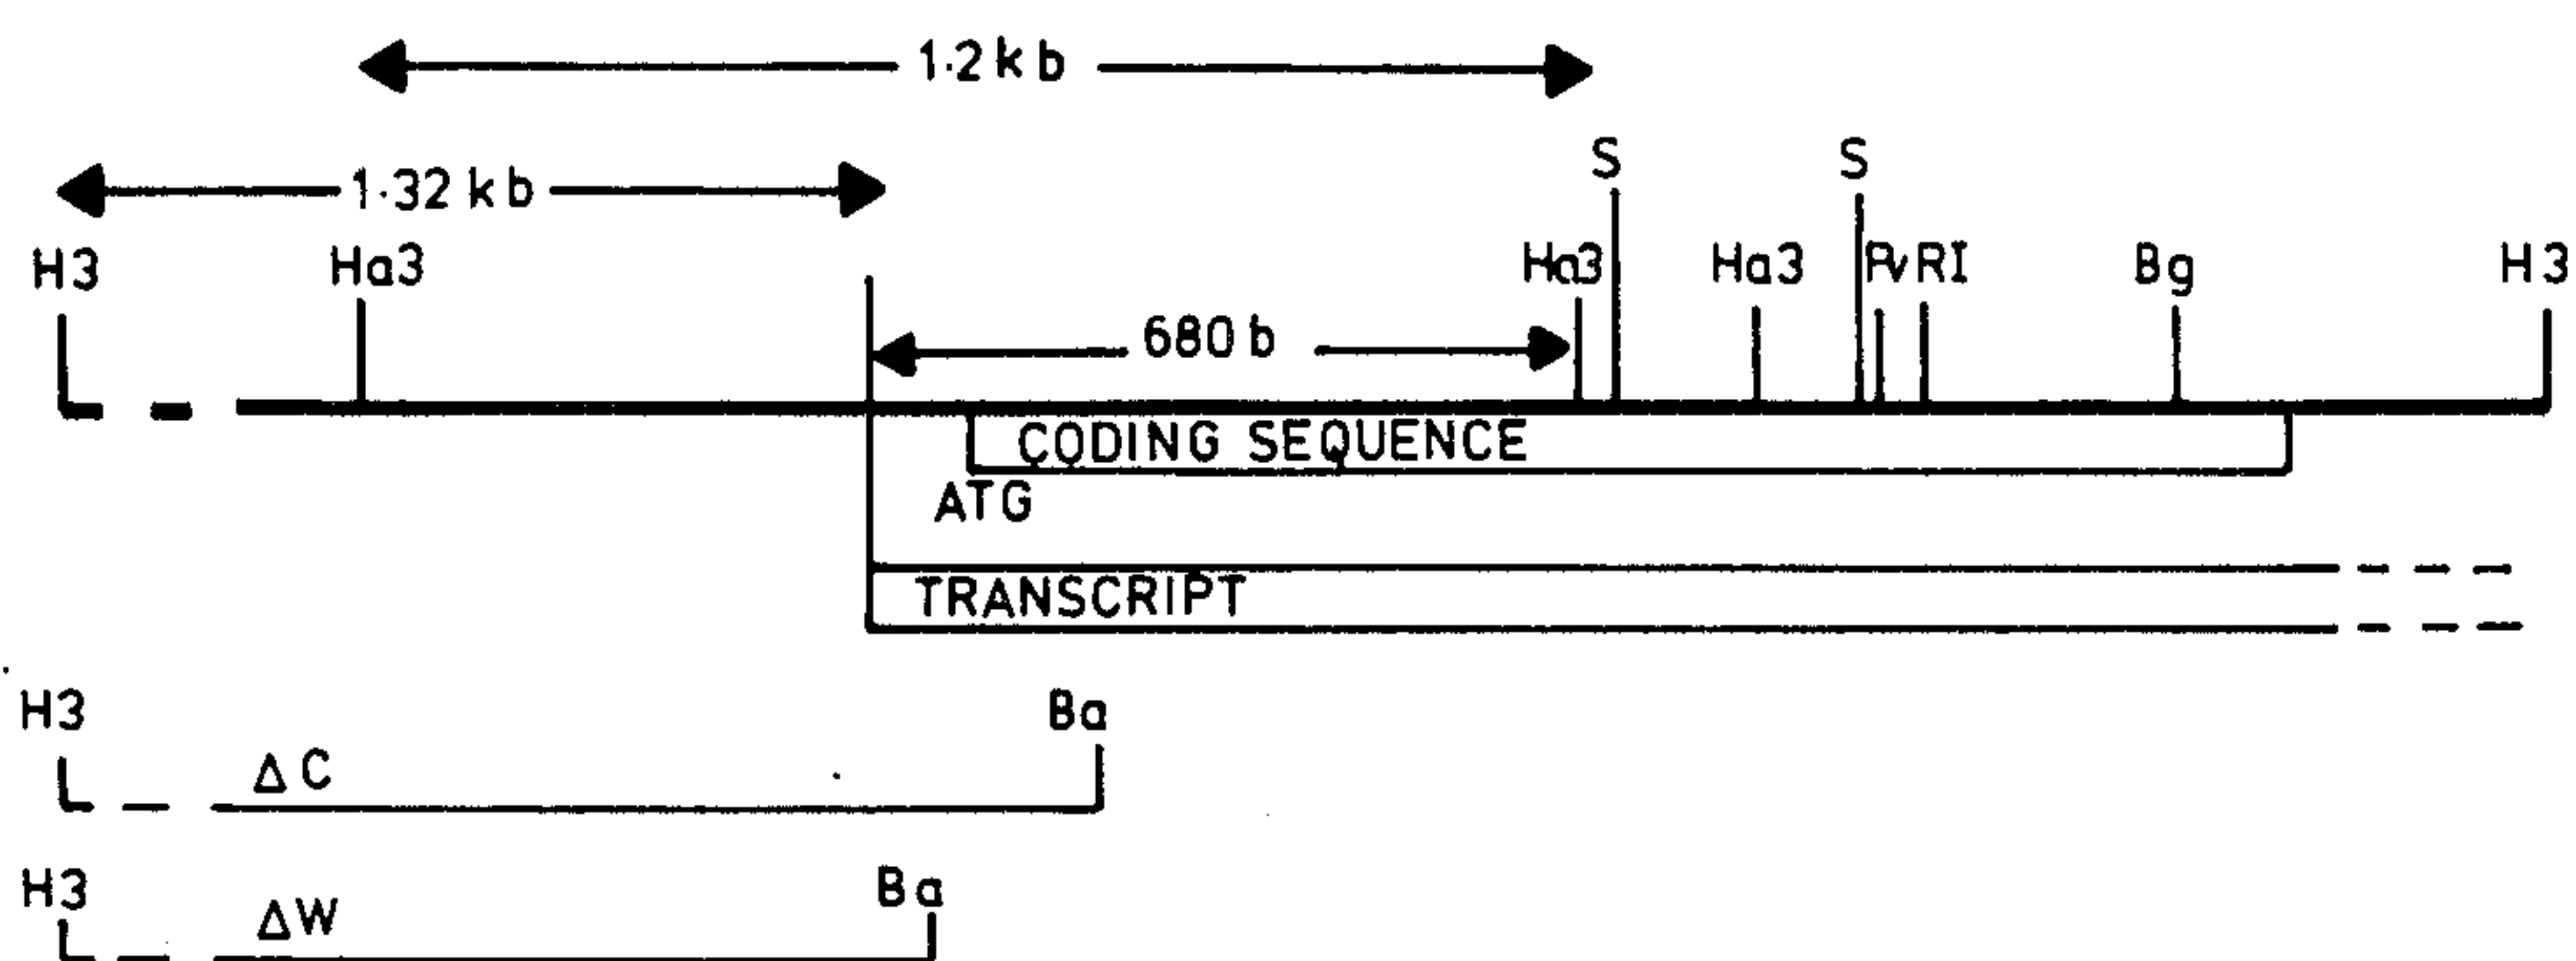 1·2 kb
1·32 kb
S S
H3 Ha3 Ha3 Ha3 Pv RI Bg H3
680 b
CODING SEQUENCE
ATG
TRANSCRIPT
H3 Ba
ΔC
H3 Ba
ΔW